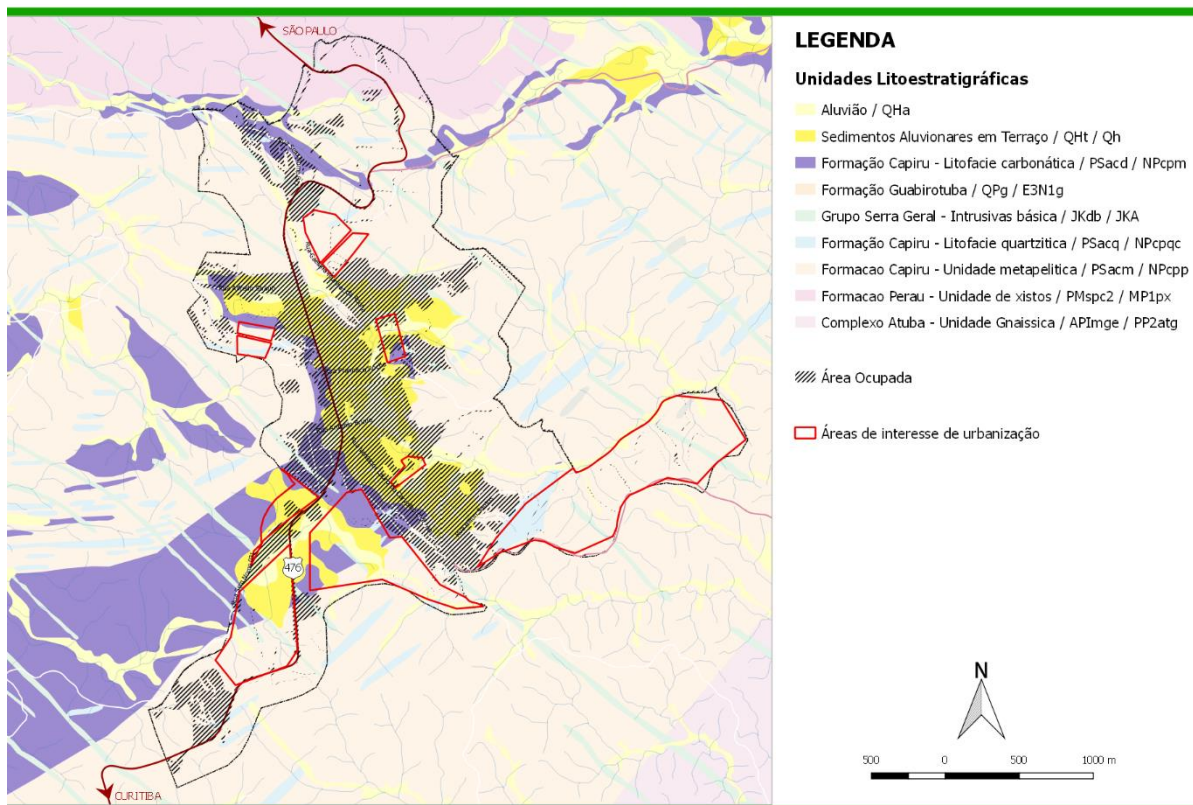 SÃO PAULO
476
CURITIBA
LEGENDA
Unidades Litoestratigráficas
Aluvião / QHa
Sedimentos Aluvionares em Terraço / QHt / Qh
Formação Capiru - Litofacie carbonática / PSacd / NPcpm
Formação Guabirotuba / QPg / E3N1g
Grupo Serra Geral - Intrusivas básica / JKdb / JKA
Formação Capiru - Litofacie quartzitica / PSacq / NPcpqc
Formacao Capiru - Unidade metapelitica / PSacm / NPcpp
Formacao Perau - Unidade de xistos / PMspc2 / MP1px
Complexo Atuba - Unidade Gnaissica / APImge / PP2atg
Área Ocupada
Áreas de interesse de urbanização
N
500 0 500 1000 m